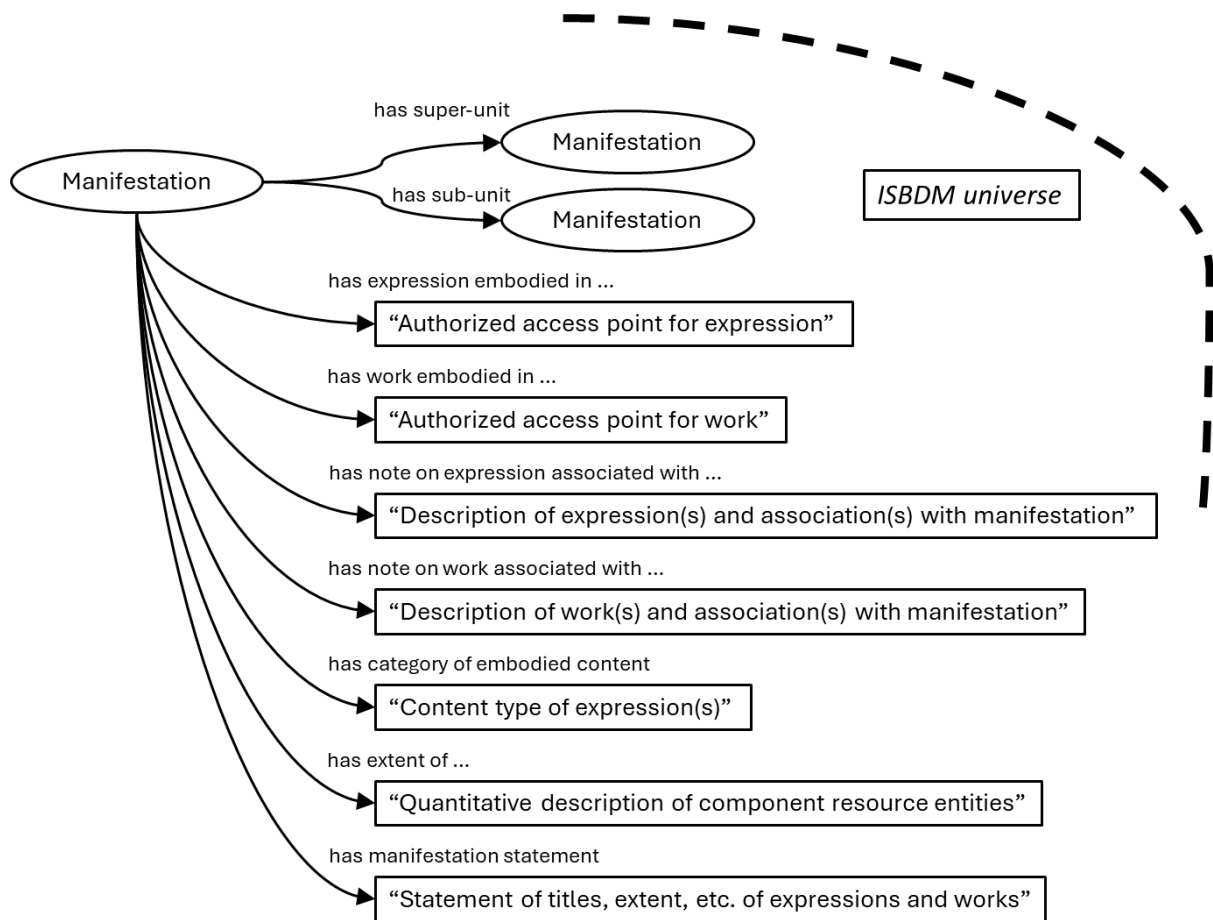 has super-unit
Manifestation
Manifestation
has sub-unit
Manifestation
ISBDM universe
has expression embodied in ...
“Authorized access point for expression”
has work embodied in ...
“Authorized access point for work”
has note on expression associated with ...
“Description of expression(s) and association(s) with manifestation”
has note on work associated with ...
“Description of work(s) and association(s) with manifestation”
has category of embodied content
“Content type of expression(s)”
has extent of ...
“Quantitative description of component resource entities”
has manifestation statement
“Statement of titles, extent, etc. of expressions and works”